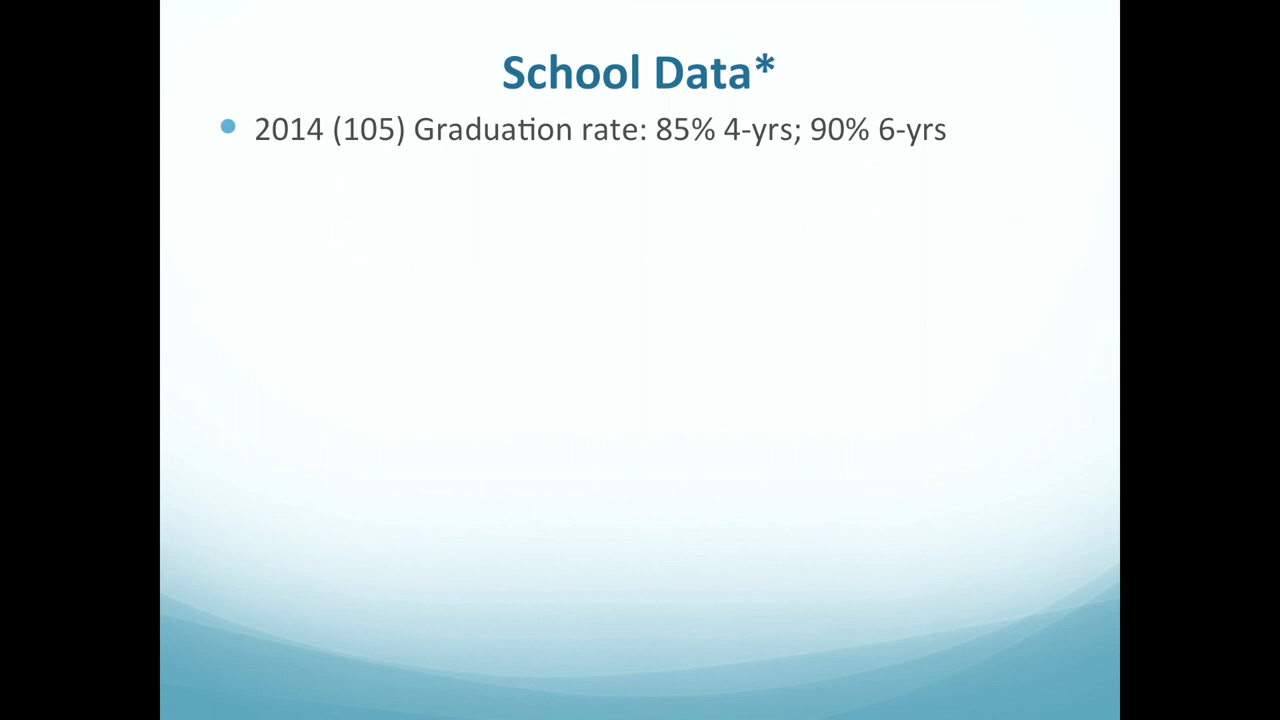 School Data*
2014 (105) Graduation rate: 85% 4-yrs; 90% 6-yrs